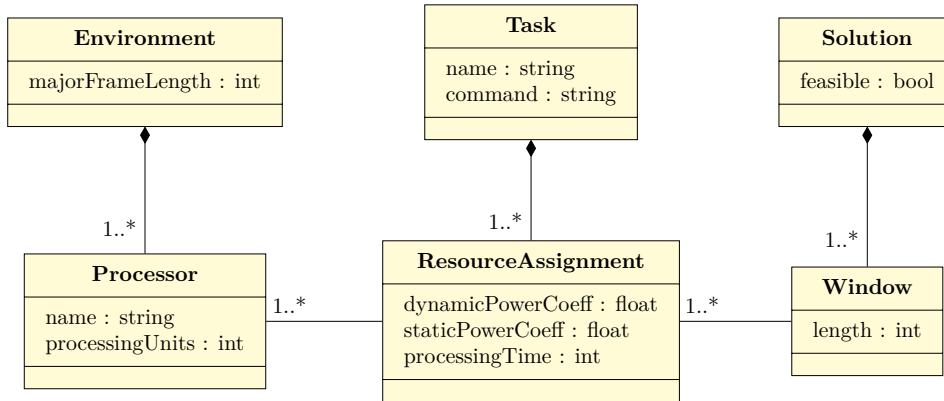 Environment
majorFrameLength : int
Task
name : string
command : string
Solution
feasible : bool
1..*
1..*
1..*
Processor
name : string
processingUnits : int
1..*
ResourceAssignment
dynamicPowerCoeff : float
staticPowerCoeff : float
processingTime : int
1..*
Window
length : int